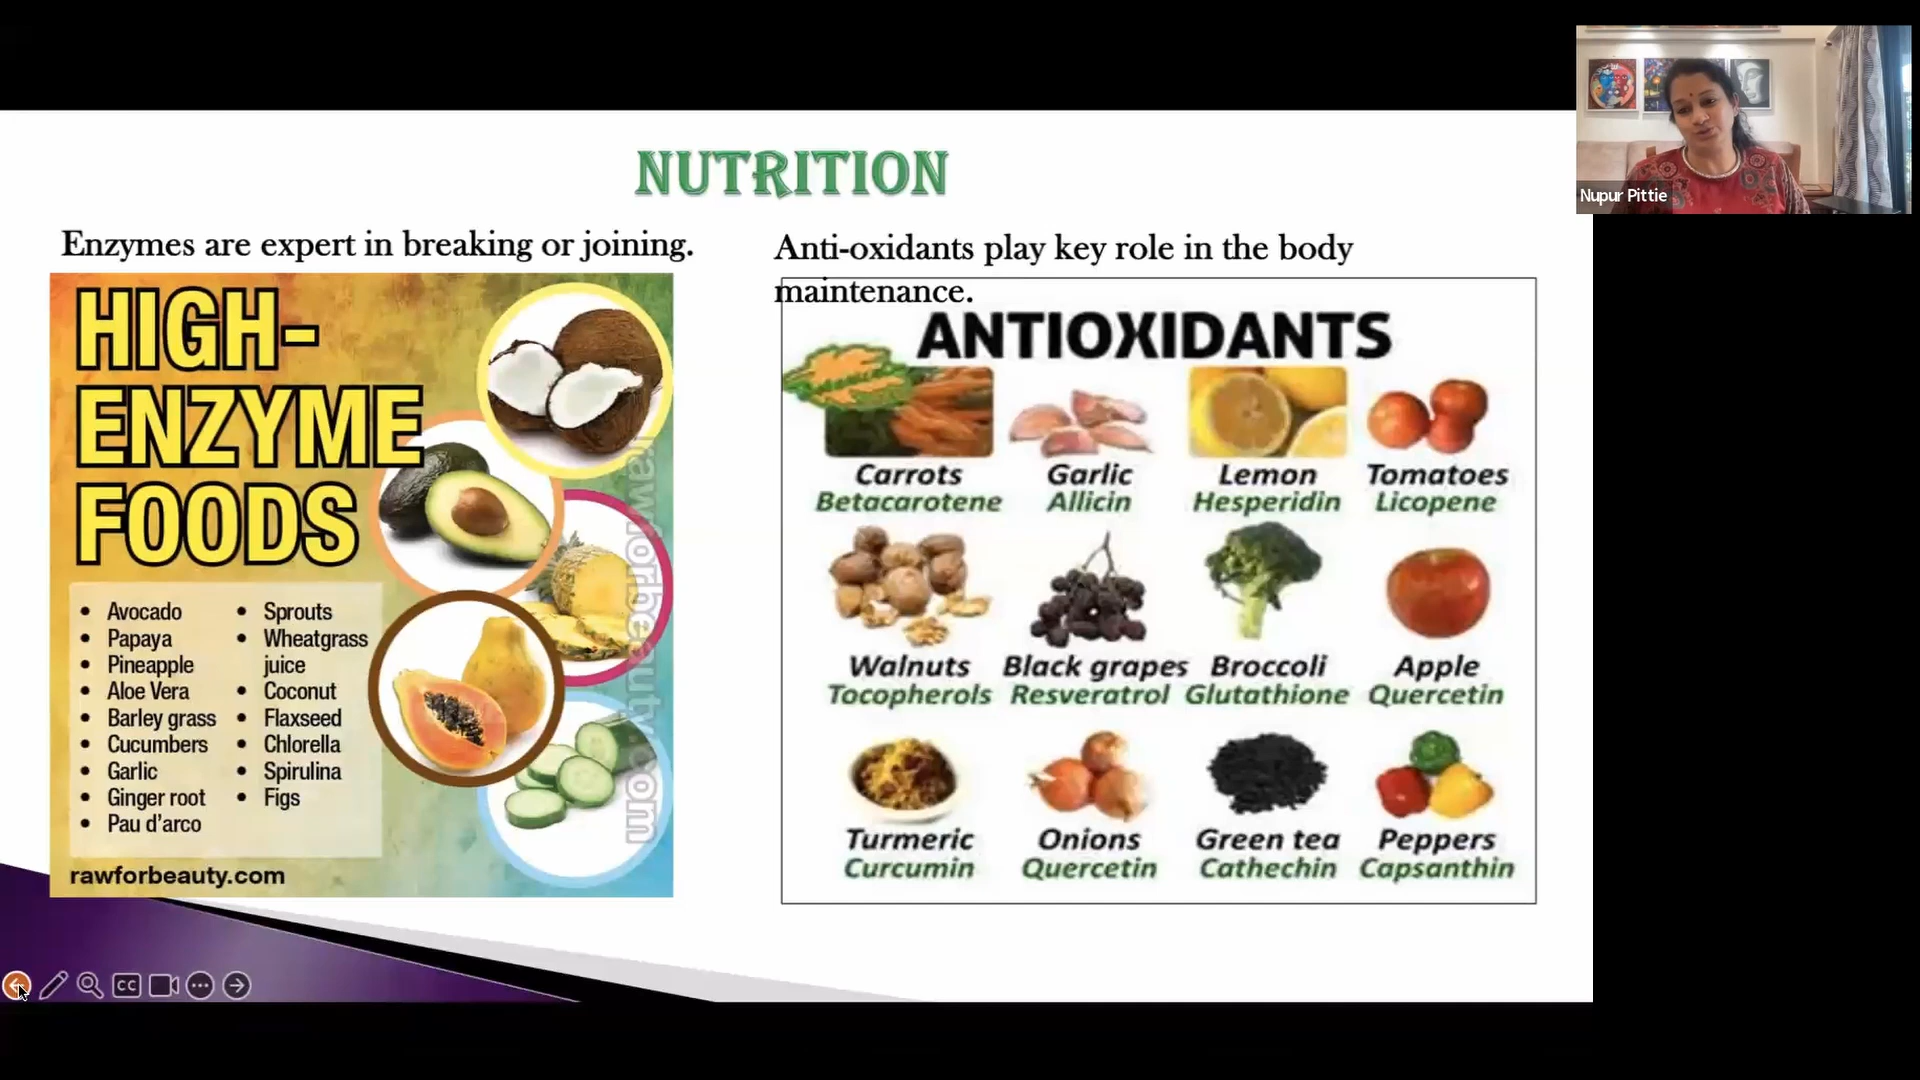 NUTRITION
Nupur Pittie
Enzymes are expert in breaking or joining.
HIGH-
ENZYME
FOODS
• Avocado
• Papaya
• Pineapple
• Aloe Vera
• Barley grass
• Cucumbers
• Garlic
• Ginger root
• Pau d'arco
• Sprouts
• Wheatgrass
juice
• Coconut
• Flaxseed
• Chlorella
• Spirulina
• Figs
rawforbeauty.com
rawforbeauty.com
Anti-oxidants play key role in the body
maintenance.
ANTIOXIDANTS
Carrots Garlic Lemon Tomatoes
Betacarotene Allicin Hesperidin Licopene
Walnuts Black grapes Broccoli Apple
Tocopherols Resveratrol Glutathione Quercetin
Turmeric Onions Green tea Peppers
Curcumin Quercetin Cathechin Capsanthin
CC